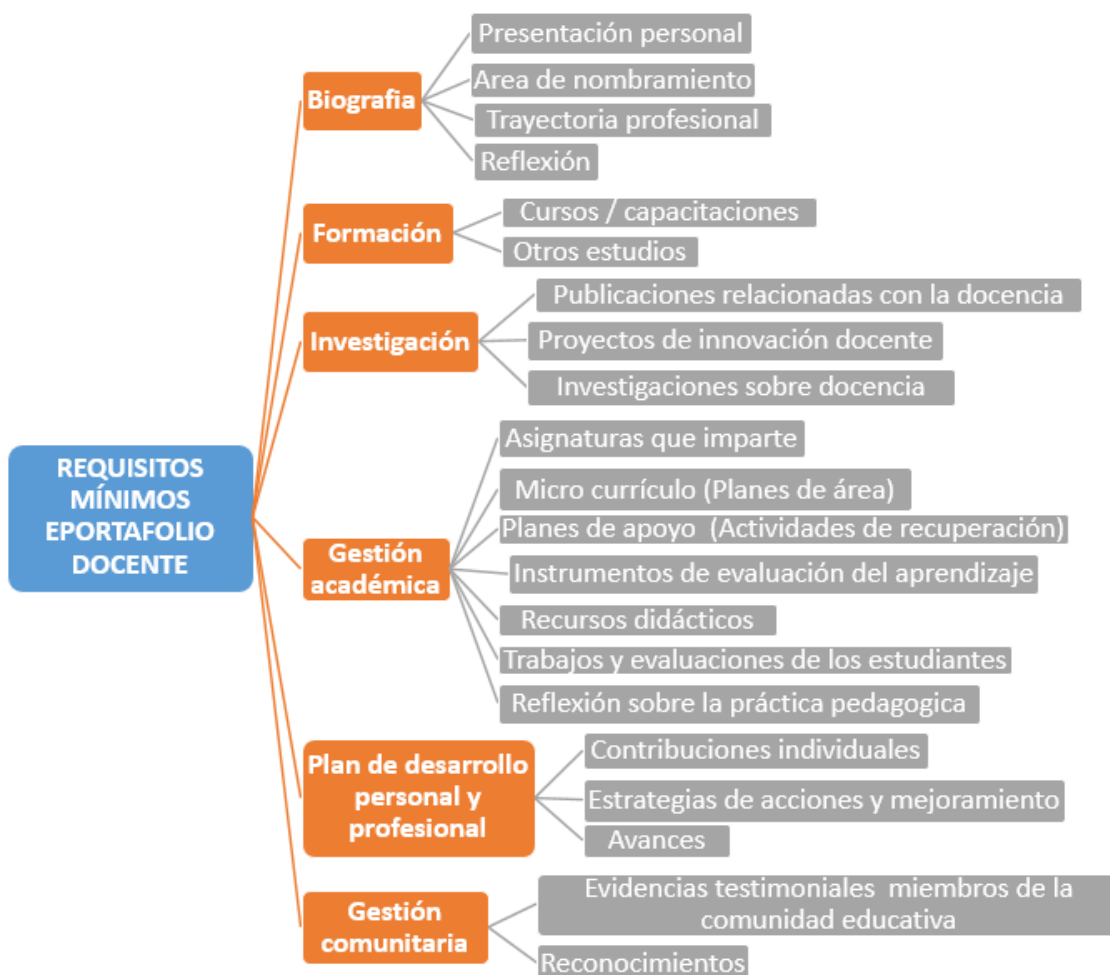 REQUISITOS
MÍNIMOS
EPORTAFOLIO
DOCENTE
Biografia
Presentación personal
Area de nombramiento
Trayectoria profesional
Reflexión
Formación
Cursos / capacitaciones
Otros estudios
Investigación
Publicaciones relacionadas con la docencia
Proyectos de innovación docente
Investigaciones sobre docencia
Gestión
académica
Asignaturas que imparte
Micro currículo (Planes de área)
Planes de apoyo (Actividades de recuperación)
Instrumentos de evaluación del aprendizaje
Recursos didácticos
Trabajos y evaluaciones de los estudiantes
Reflexión sobre la práctica pedagogica
Plan de desarrollo
personal y
profesional
Contribuciones individuales
Estrategias de acciones y mejoramiento
Avances
Gestión
comunitaria
Evidencias testimoniales miembros de la
comunidad educativa
Reconocimientos